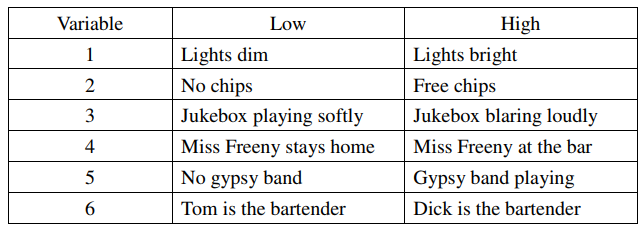 Variable Low High
1 Lights dim Lights bright
2 No chips Free chips
3 Jukebox playing softly Jukebox blaring loudly
4 Miss Freeny stays home Miss Freeny at the bar
5 No gypsy band Gypsy band playing
6 Tom is the bartender Dick is the bartender